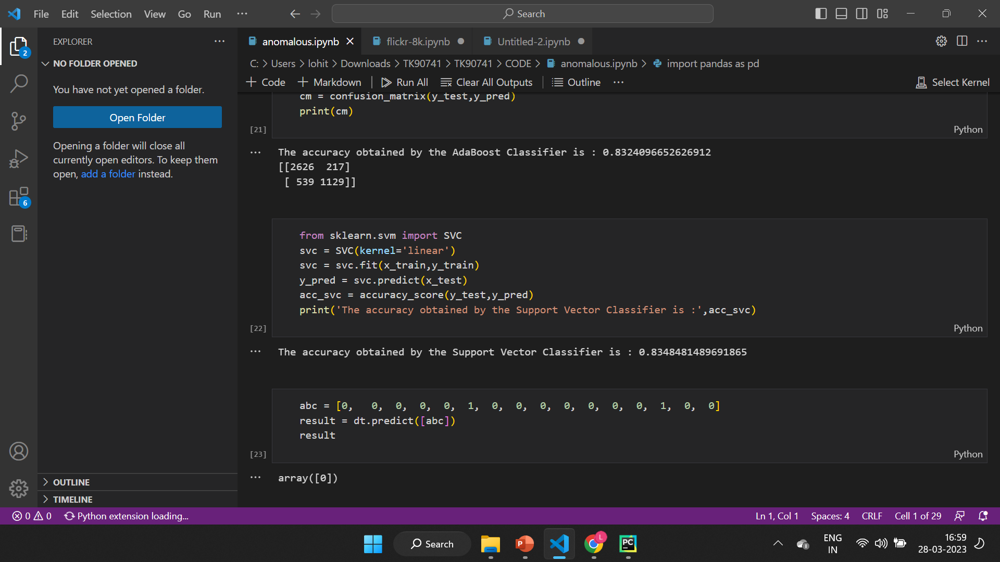 File Edit Selection View Go Run ···
Search
EXPLORER ···
2
NO FOLDER OPENED
You have not yet opened a folder.
Open Folder
Opening a folder will close all
currently open editors. To keep them
open, add a folder instead.
6
OUTLINE
TIMELINE
anomalous.ipynb
flickr-8k.ipynb
Untitled-2.ipynb
C: > Users > lohit > Downloads > TK90741 > TK90741 > CODE > anomalous.ipynb > import pandas as pd
+ Code + Markdown | Run All Clear All Outputs | Outline ···
Select Kernel
cm = confusion_matrix(y_test,y_pred)
print(cm)
[21]
Python
··· The accuracy obtained by the AdaBoost Classifier is : 0.8324096652626912
[[2626  217]
 [ 539 1129]]
from sklearn.svm import SVC
svc = SVC(kernel='linear')
svc = svc.fit(x_train,y_train)
y_pred = svc.predict(x_test)
acc_svc = accuracy_score(y_test,y_pred)
print('The accuracy obtained by the Support Vector Classifier is :',acc_svc)
[22]
Python
··· The accuracy obtained by the Support Vector Classifier is : 0.8348481489691865
abc = [0,   0,  0,  0,  0,  1,  0,  0,  0,  0,  0,  0,  0,  1,  0,  0]
result = dt.predict([abc])
result
[23]
Python
··· array([0])
0 0 Python extension loading...
Ln 1, Col 1 Spaces: 4 CRLF Cell 1 of 29
Search
P
L
PC
ENG
IN
16:59
28-03-2023